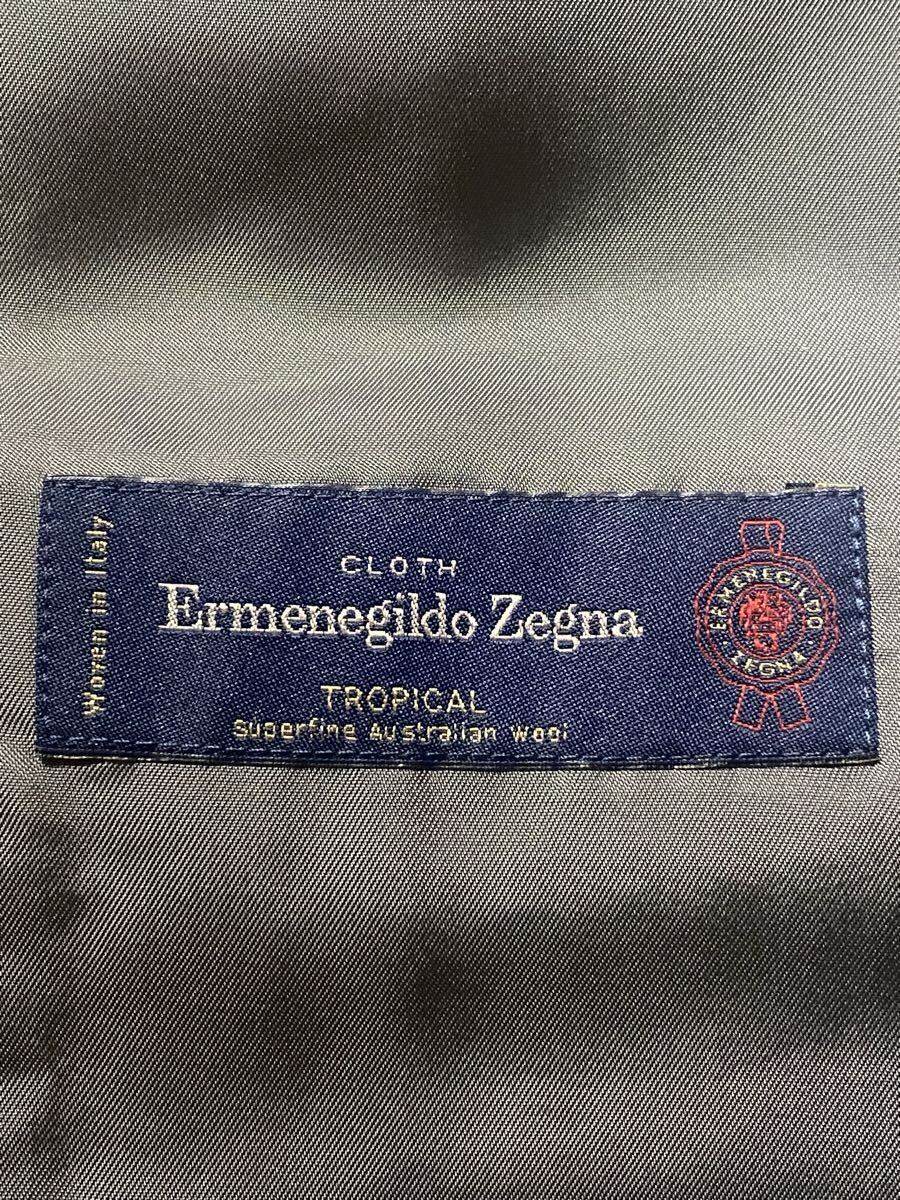 Woven in Italy
CLOTH
Ermenegildo Zegna
TROPICAL
Superfine Australian Wool
ERMENEGILDO
ZEGNA